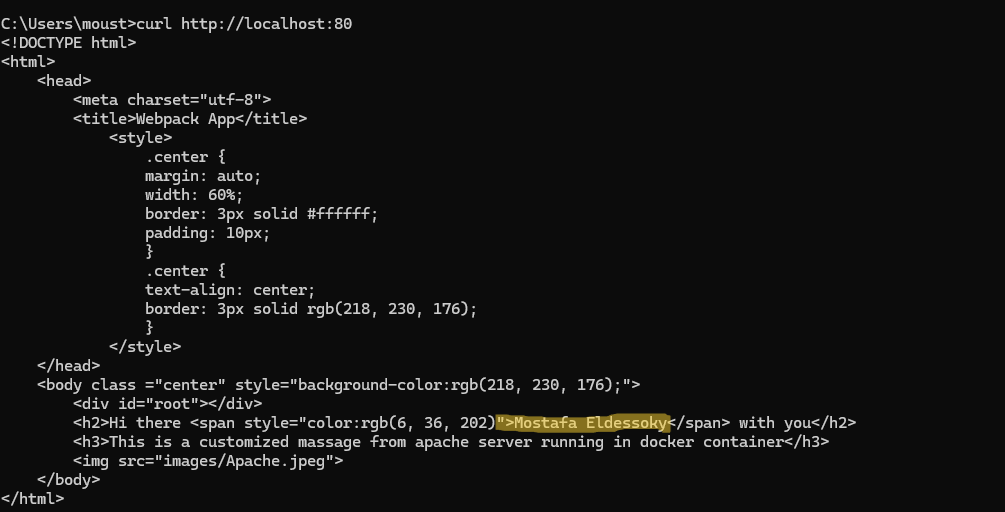 C:\Users\moust>curl http://localhost:80
<!DOCTYPE html>
<html>
    <head>
        <meta charset="utf-8">
        <title>Webpack App</title>
            <style>
                .center {
                margin: auto;
                width: 60%;
                border: 3px solid #ffffff;
                padding: 10px;
                }
                .center {
                text-align: center;
                border: 3px solid rgb(218, 230, 176);
                }
            </style>
    </head>
    <body class ="center" style="background-color:rgb(218, 230, 176);">
        <div id="root"></div>
        <h2>Hi there <span style="color:rgb(6, 36, 202)">Mostafa Eldessoky</span> with you</h2>
        <h3>This is a customized massage from apache server running in docker container</h3>
        <img src="images/Apache.jpeg">
    </body>
</html>